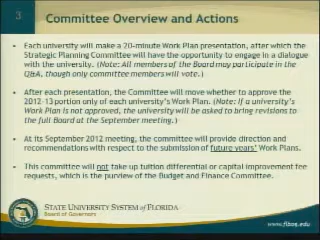 3
Committee Overview and Actions
• Each university will make a 20-minute Work Plan presentation, after which the
Strategic Planning Committee will have the opportunity to engage in a dialogue
with the university. (Note: All members of the Board may participate in the
Q&A, though only committee members will vote.)
• After each presentation, the Committee will move whether to approve the
2012-13 portion only of each university's Work Plan. (Note: If a university's
Work Plan is not approved, the university will be asked to bring revisions to
the full Board at the September meeting.)
• At its September 2012 meeting, the committee will provide direction and
recommendations with respect to the submission of future years' Work Plans.
• This committee will not take up tuition differential or capital improvement fee
requests, which is the purview of the Budget and Finance Committee.
STATE UNIVERSITY SYSTEM of FLORIDA
Board of Governors
www.flbog.edu